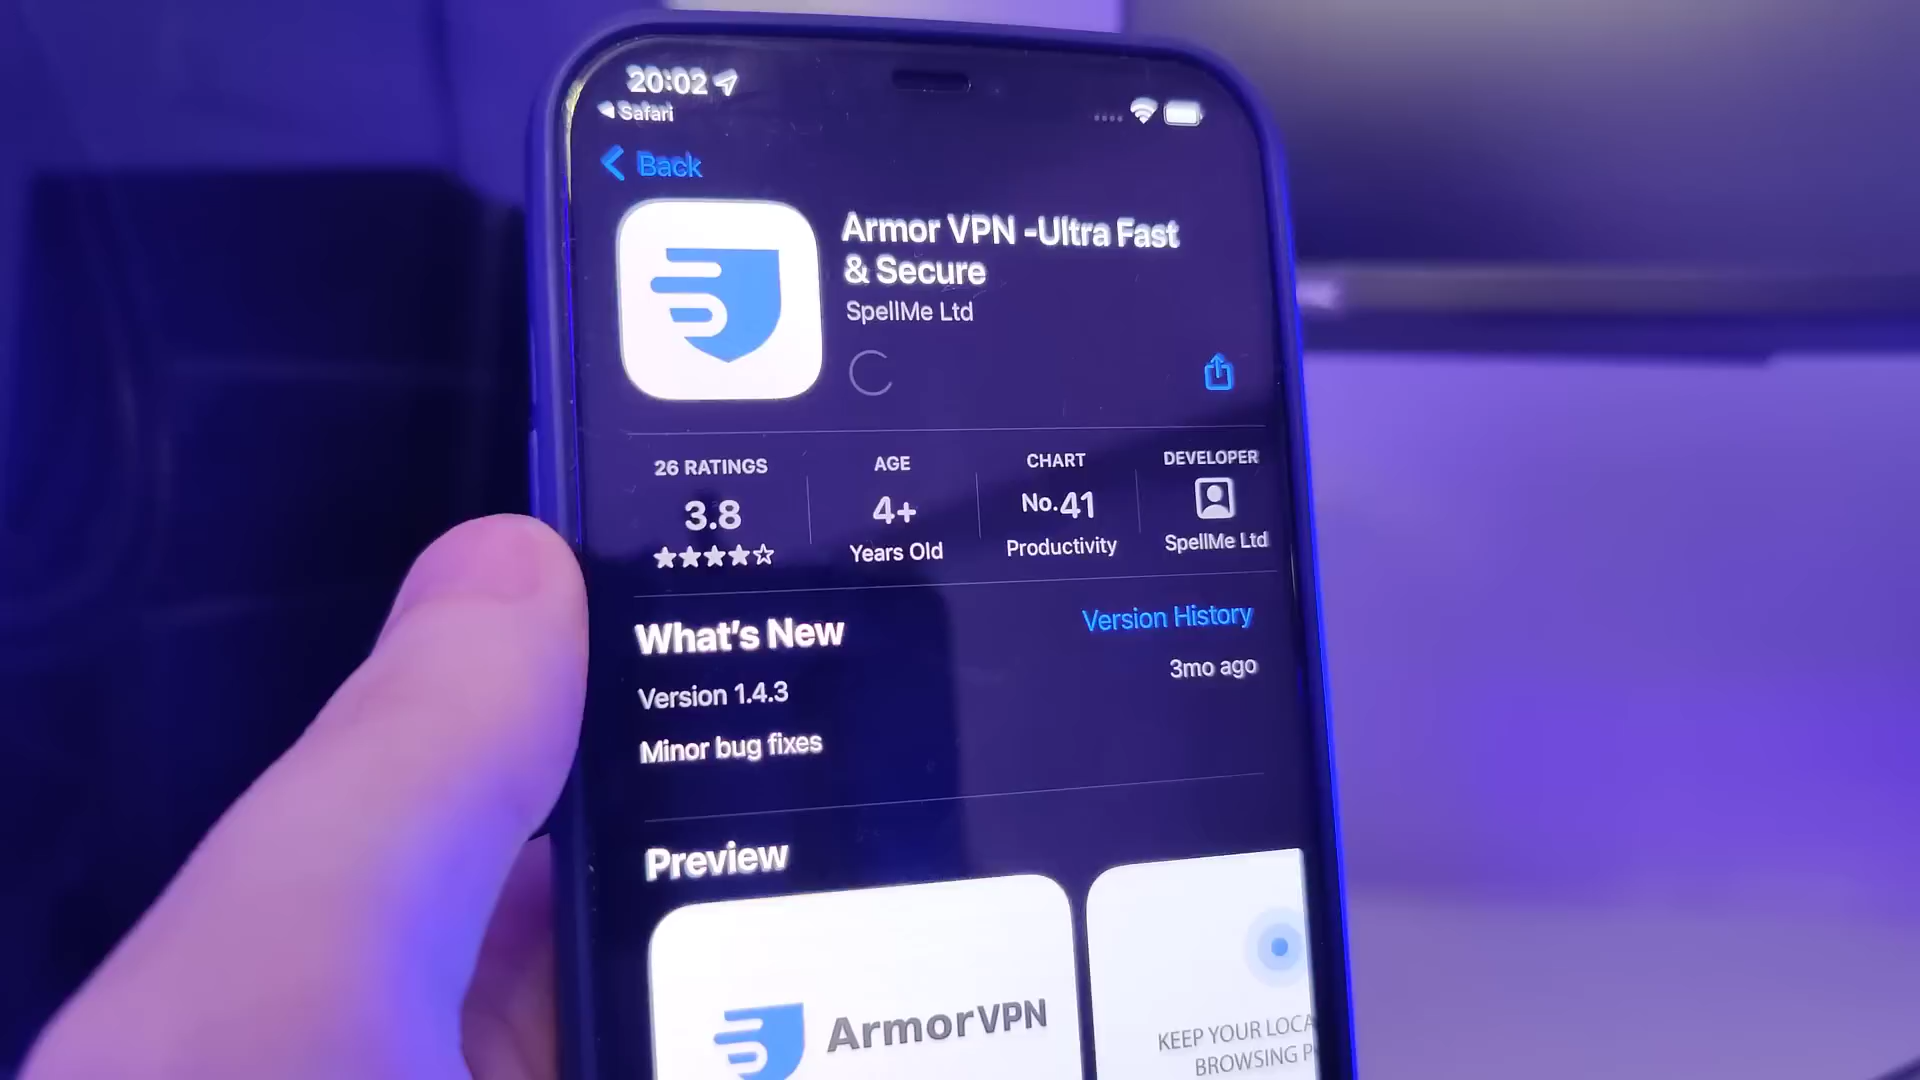 20:02
Safari
Back
Armor VPN -Ultra Fast
& Secure
SpellMe Ltd
26 RATINGS
3.8
AGE
4+
Years Old
CHART
No.41
Productivity
DEVELOPER
SpellMe Ltd
What's New
Version History
Version 1.4.3
3mo ago
Minor bug fixes
Preview
ArmorVPN
KEEP YOUR LOCA
BROWSING P